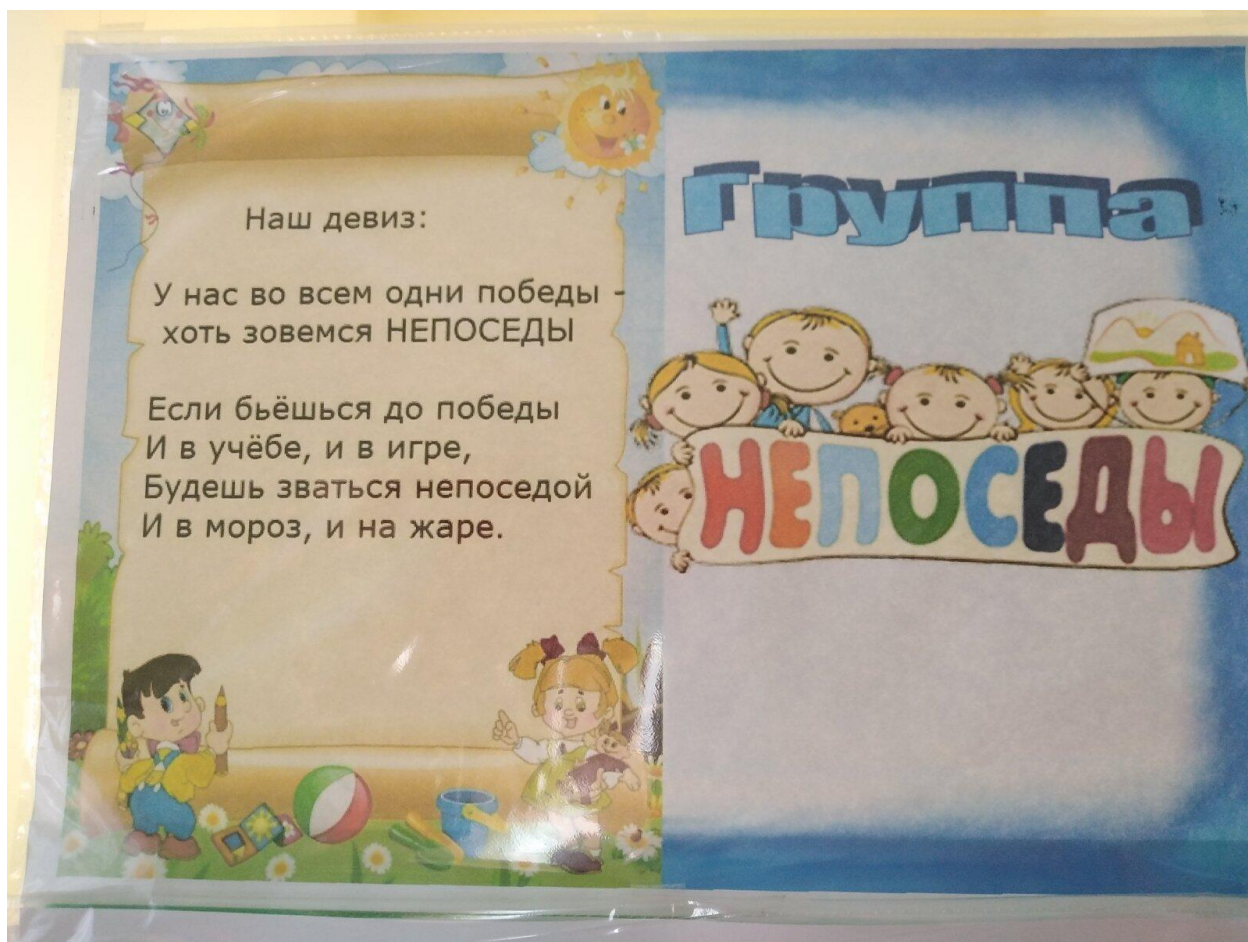 Наш девиз:
У нас во всем одни победы -
хоть зовемся НЕПОСЕДЫ
Если бьёшься до победы
И в учёбе, и в игре,
Будешь зваться непоседой
И в мороз, и на жаре.
Группа
НЕПОСЕДЫ